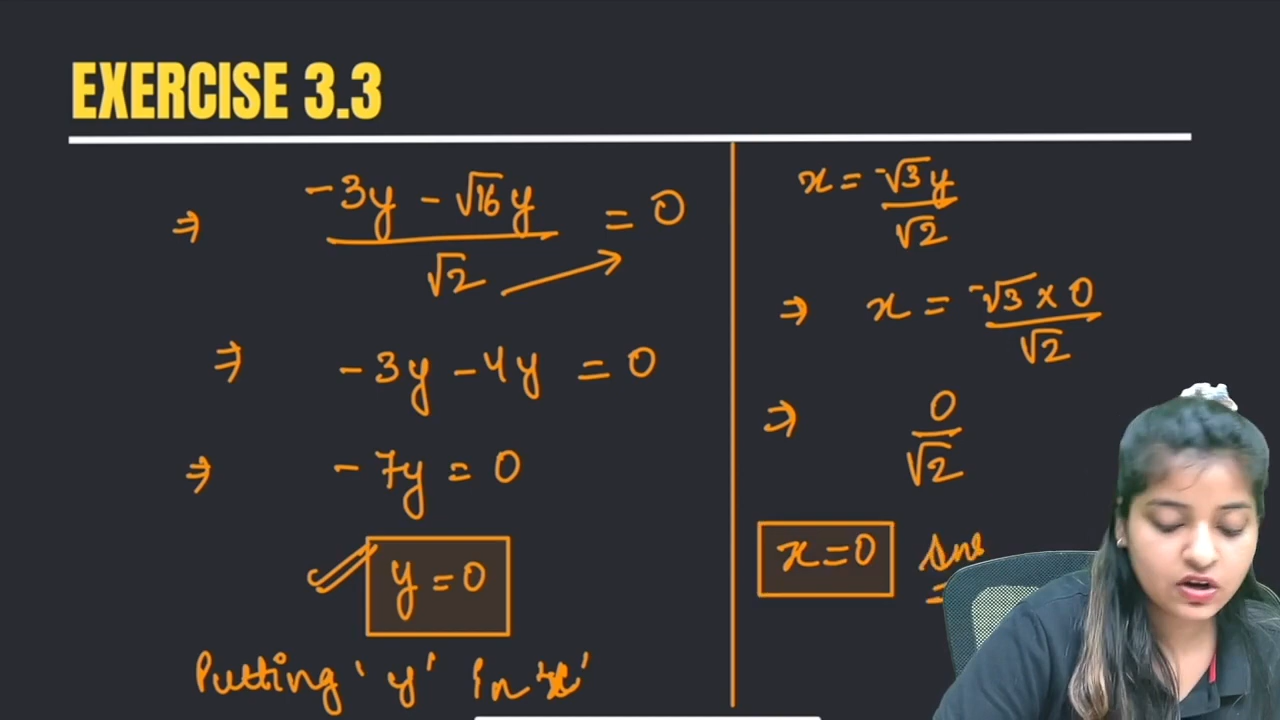 EXERCISE 3.3
⇒ (-3y - √16y)/√2 = 0
⇒ -3y - 4y = 0
⇒ -7y = 0
✓ y = 0
Putting 'y' in 'x'
x = -√3y/√2
⇒ x = -√3 × 0/√2
⇒ 0/√2
x = 0 Ans